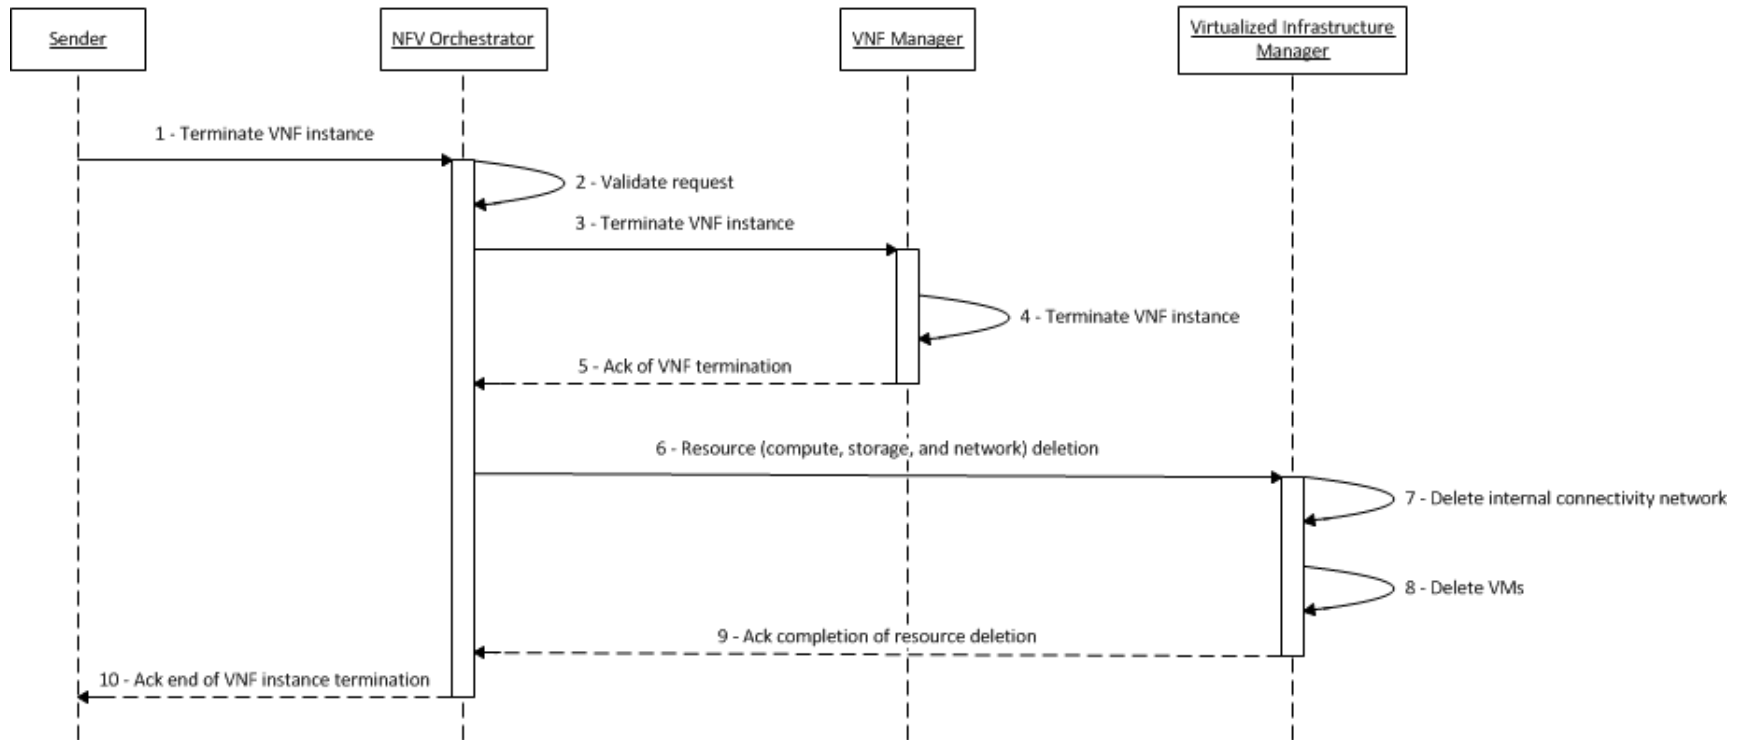 Sender
NFV Orchestrator
VNF Manager
Virtualized Infrastructure
Manager
1 - Terminate VNF instance
2 - Validate request
3 - Terminate VNF instance
4 - Terminate VNF instance
5 - Ack of VNF termination
6 - Resource (compute, storage, and network) deletion
7 - Delete internal connectivity network
8 - Delete VMs
9 - Ack completion of resource deletion
10 - Ack end of VNF instance termination